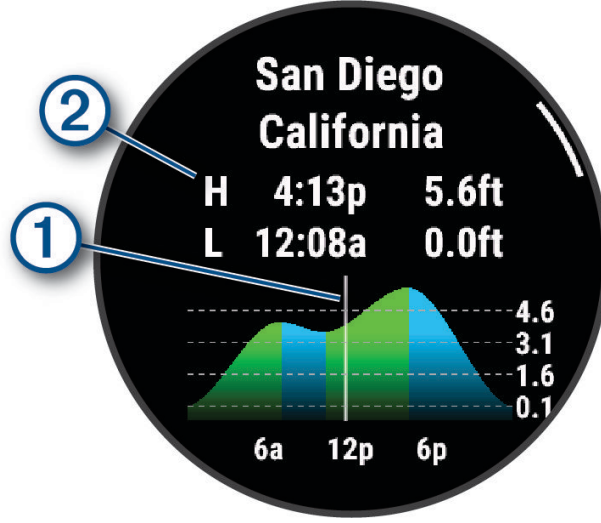 San Diego
California
2
H 4:13p 5.6ft
1
L 12:08a 0.0ft
4.6
3.1
1.6
0.1
6a 12p 6p